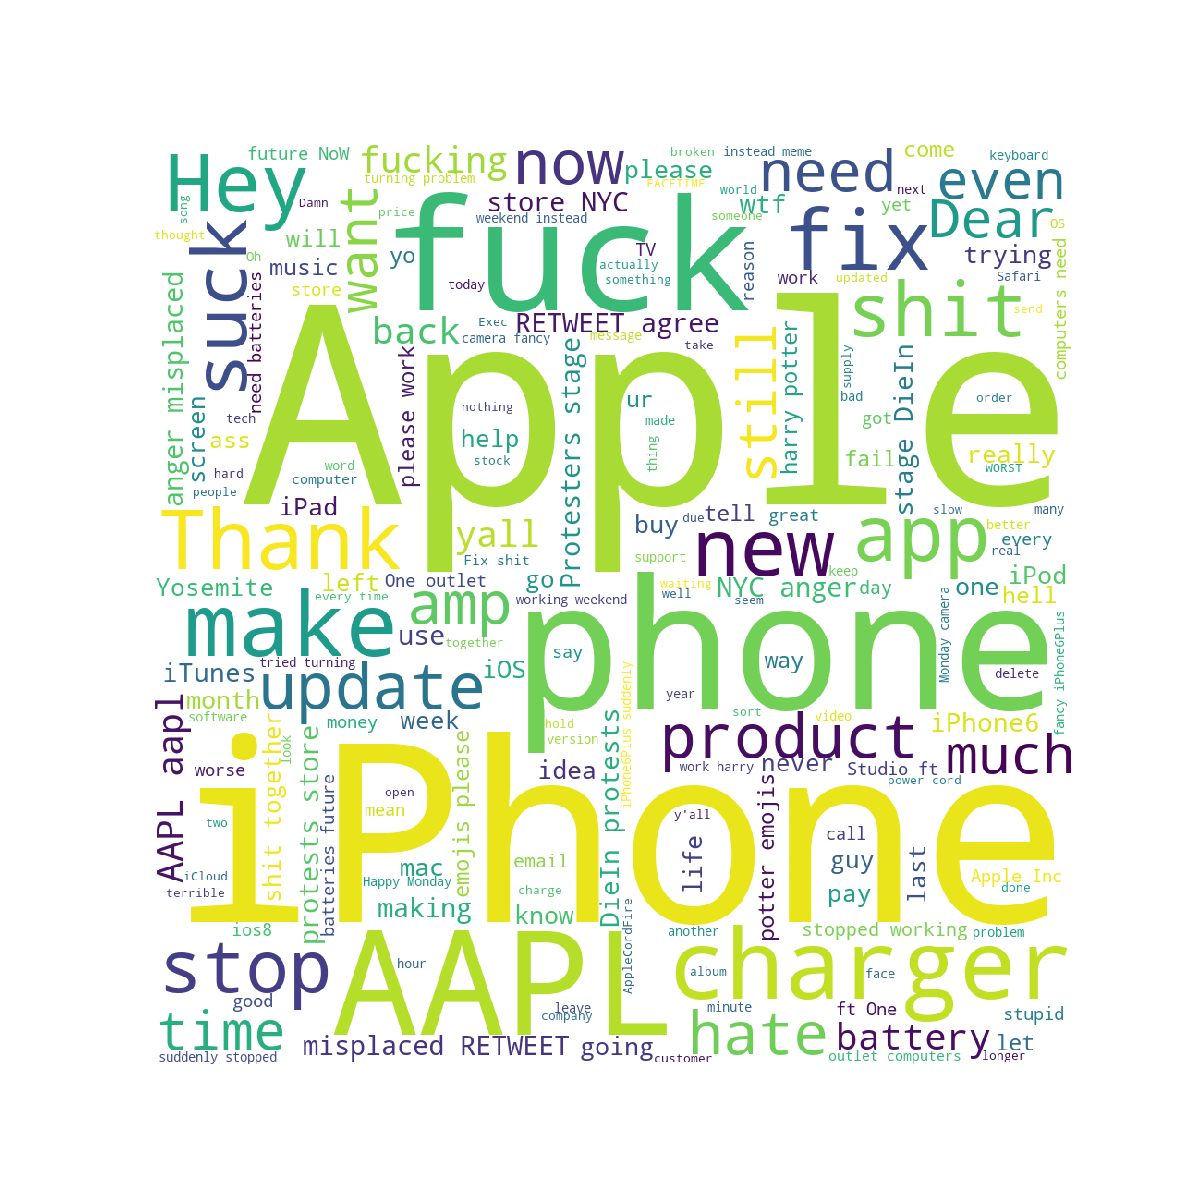 Hey
future NoW
fucking
now
please
broken
instead meme
need
come
keyboard
even
song
Damn
turning problem
FACETIME
world
next
thought
price
store NYC
weekend instead
someone
wtf
yet
Dear
OS
Oh
will
want
fuck
TV
reason
fix
trying
suck
music
yo
actually
something
work
updated
Safari
computers need
store
today
need batteries
anger misplaced
back
Exec
RETWEET agree
camera fancy
message
take
shit
send
screen
tech
please work
Apple
Protesters stage
nothing
ur
made
still
harry potter
supply
bad
got
stage DieIn
order
ass
help
thing
fail
really
hard
word
stock
WORST
people
computer
iPad
Thank
yall
buy
due
tell
great
new
app
slow
many
better
every
Fix shit
support
real
Yosemite
left
One outlet
go
waiting
NYC anger
keep
day
one
iPod
every time
amp
working weekend
well
seem
hell
make
use
together
phone
say
way
Monday camera
fancy iPhone6Plus
iTunes
tried turning
iOS
delete
update
month
year
software
money
week
hold
version
iPhone6Plus suddenly
sort
video
iPhone6
AAPL aapl
look
shit together
protests store
product
much
worse
idea
DieIn protests
work harry
never
Studio ft
power cord
batteries future
open
emojis please
iPhone
two
mean
y'all
life
potter emojis
call
iCloud
mac
email
guy
last
terrible
Happy Monday
charge
pay
Apple Inc
done
making
know
ios8
another
stopped working
problem
stop
AAPL
hour
AppleCordFire
album
face
charger
good
leave
company
minute
ft One
stupid
time
hate
battery
let
suddenly stopped
misplaced RETWEET
going
customer
outlet computers
longer